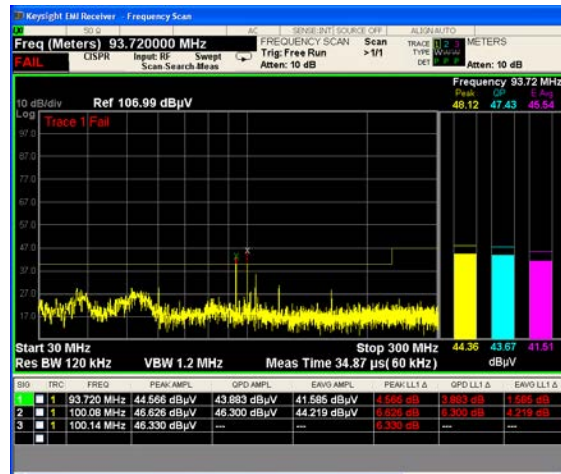 Keysight EMI Receiver - Frequency Scan
50 Ω AC SENSE:INT SOURCE OFF ALIGN AUTO
Freq (Meters) 93.720000 MHz FREQUENCY SCAN Scan TRACE 1 2 3 METERS
CISPR Input: RF Swept Trig: Free Run >1/1 TYPE
FAIL Scan-Search-Meas Atten: 10 dB DET P P P Atten: 10 dB
Frequency 93.72 MHz
Peak QP E Avg
10 dB/div Ref 106.99 dBµV 48.12 47.43 45.54
Log
Trace 1 Fail
97.0
87.0
77.0
67.0
57.0
47.0
37.0
27.0
17.0
Start 30 MHz Stop 300 MHz 44.36 43.67 41.51
Res BW 120 kHz VBW 1.2 MHz Meas Time 34.87 µs( 60 kHz) dBµV
SIG TRC FREQ PEAK AMPL QPD AMPL EAVG AMPL PEAK LL1 Δ QPD LL1 Δ EAVG LL1 Δ
1 1 93.720 MHz 44.566 dBµV 43.883 dBµV 41.585 dBµV 4.566 dB 3.883 dB 1.585 dB
2 1 100.08 MHz 46.626 dBµV 46.300 dBµV 44.219 dBµV 6.626 dB 6.300 dB 4.219 dB
3 1 100.14 MHz 46.330 dBµV --- --- 6.330 dB --- ---